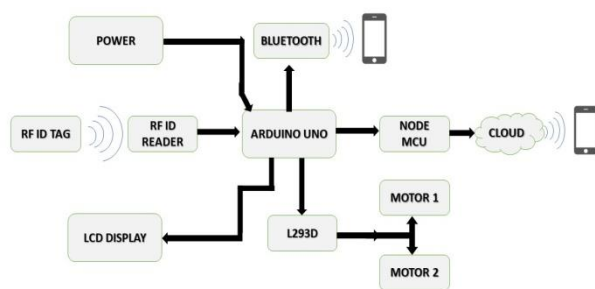 POWER
BLUETOOTH
RF ID TAG
RF ID
READER
ARDUINO UNO
NODE
MCU
CLOUD
LCD DISPLAY
L293D
MOTOR 1
MOTOR 2